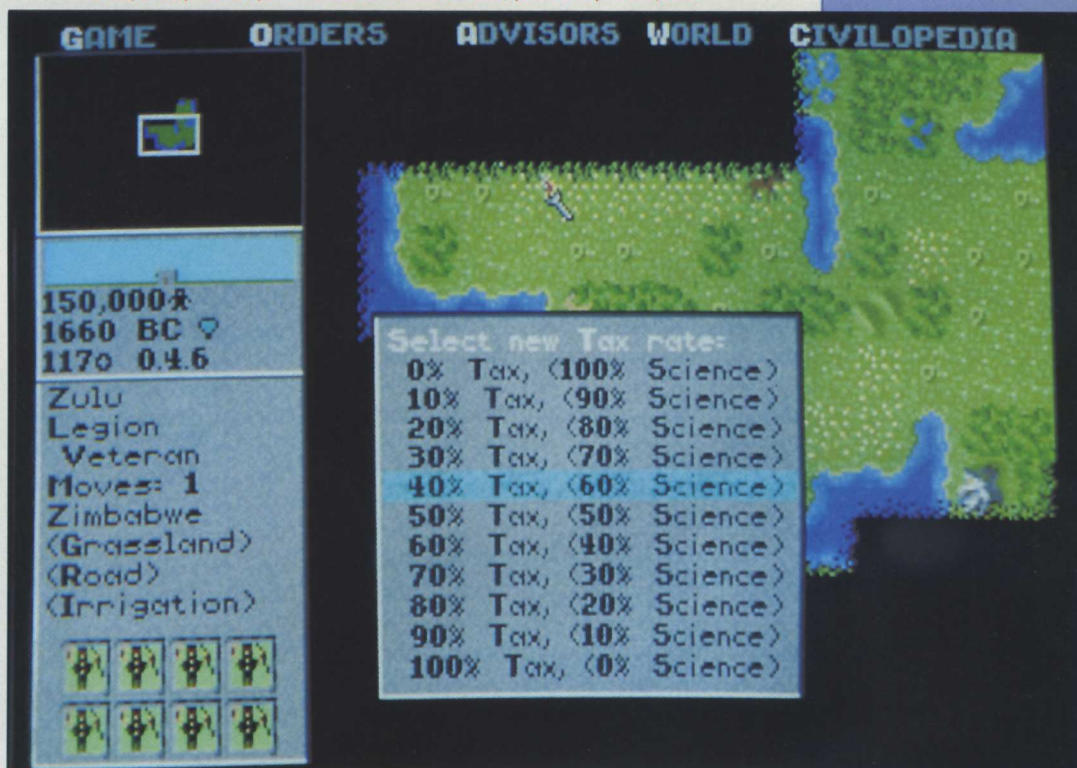 GAME ORDERS ADVISORS WORLD CIVILOPEDIA
150,000
1660 BC
117 0.4.6
Zulu
Legion
Veteran
Moves: 1
Zimbabwe
(Grassland)
(Road)
(Irrigation)
Select new Tax rate:
0% Tax, (100% Science)
10% Tax, (90% Science)
20% Tax, (80% Science)
30% Tax, (70% Science)
40% Tax, (60% Science)
50% Tax, (50% Science)
60% Tax, (40% Science)
70% Tax, (30% Science)
80% Tax, (20% Science)
90% Tax, (10% Science)
100% Tax, (0% Science)